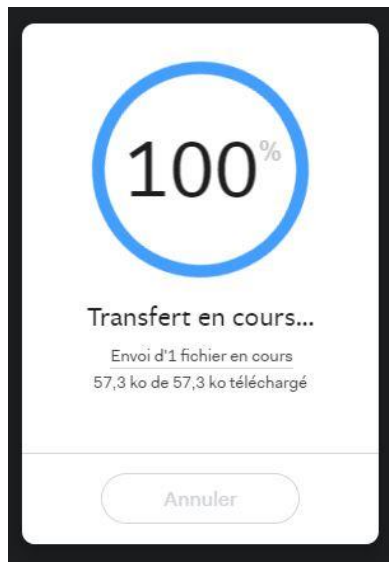 100%
Transfert en cours...
Envoi d'1 fichier en cours
57,3 ko de 57,3 ko téléchargé
Annuler